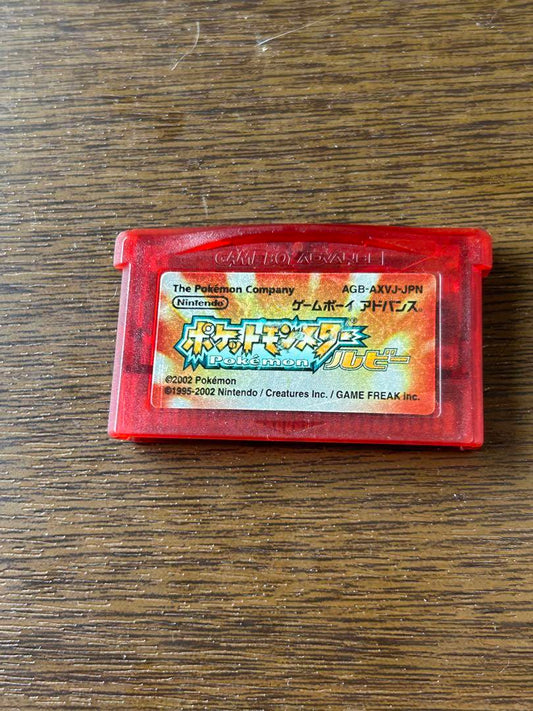 GAME BOY ADVANCE
The Pokémon Company AGB-AXVJ-JPN
Nintendo ゲームボーイ アドバンス®
ポケットモンスター®
Pokémon ルビー
©2002 Pokémon
©1995-2002 Nintendo / Creatures Inc. / GAME FREAK inc.